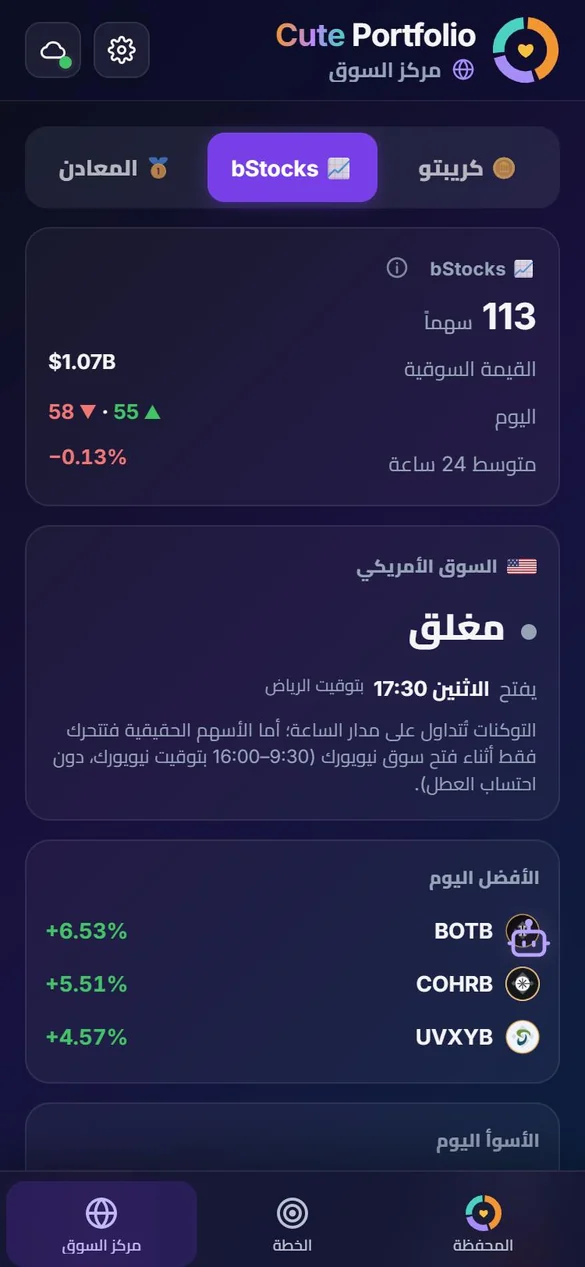 Cute Portfolio
مركز السوق
كريبتو
bStocks
المعادن
bStocks
113 سهماً
القيمة السوقية $1.07B
اليوم ▲ 55 · ▼ 58
متوسط 24 ساعة −0.13%
السوق الأمريكي
مغلق
يفتح الاثنين 17:30 بتوقيت الرياض
التوكنات تُتداول على مدار الساعة؛ أما الأسهم الحقيقية فتتحرك
فقط أثناء فتح سوق نيويورك (9:30–16:00 بتوقيت نيويورك، دون
احتساب العطل).
الأفضل اليوم
BOTB +6.53%
COHRB +5.51%
UVXYB +4.57%
الأسوأ اليوم
المحفظة
الخطة
مركز السوق